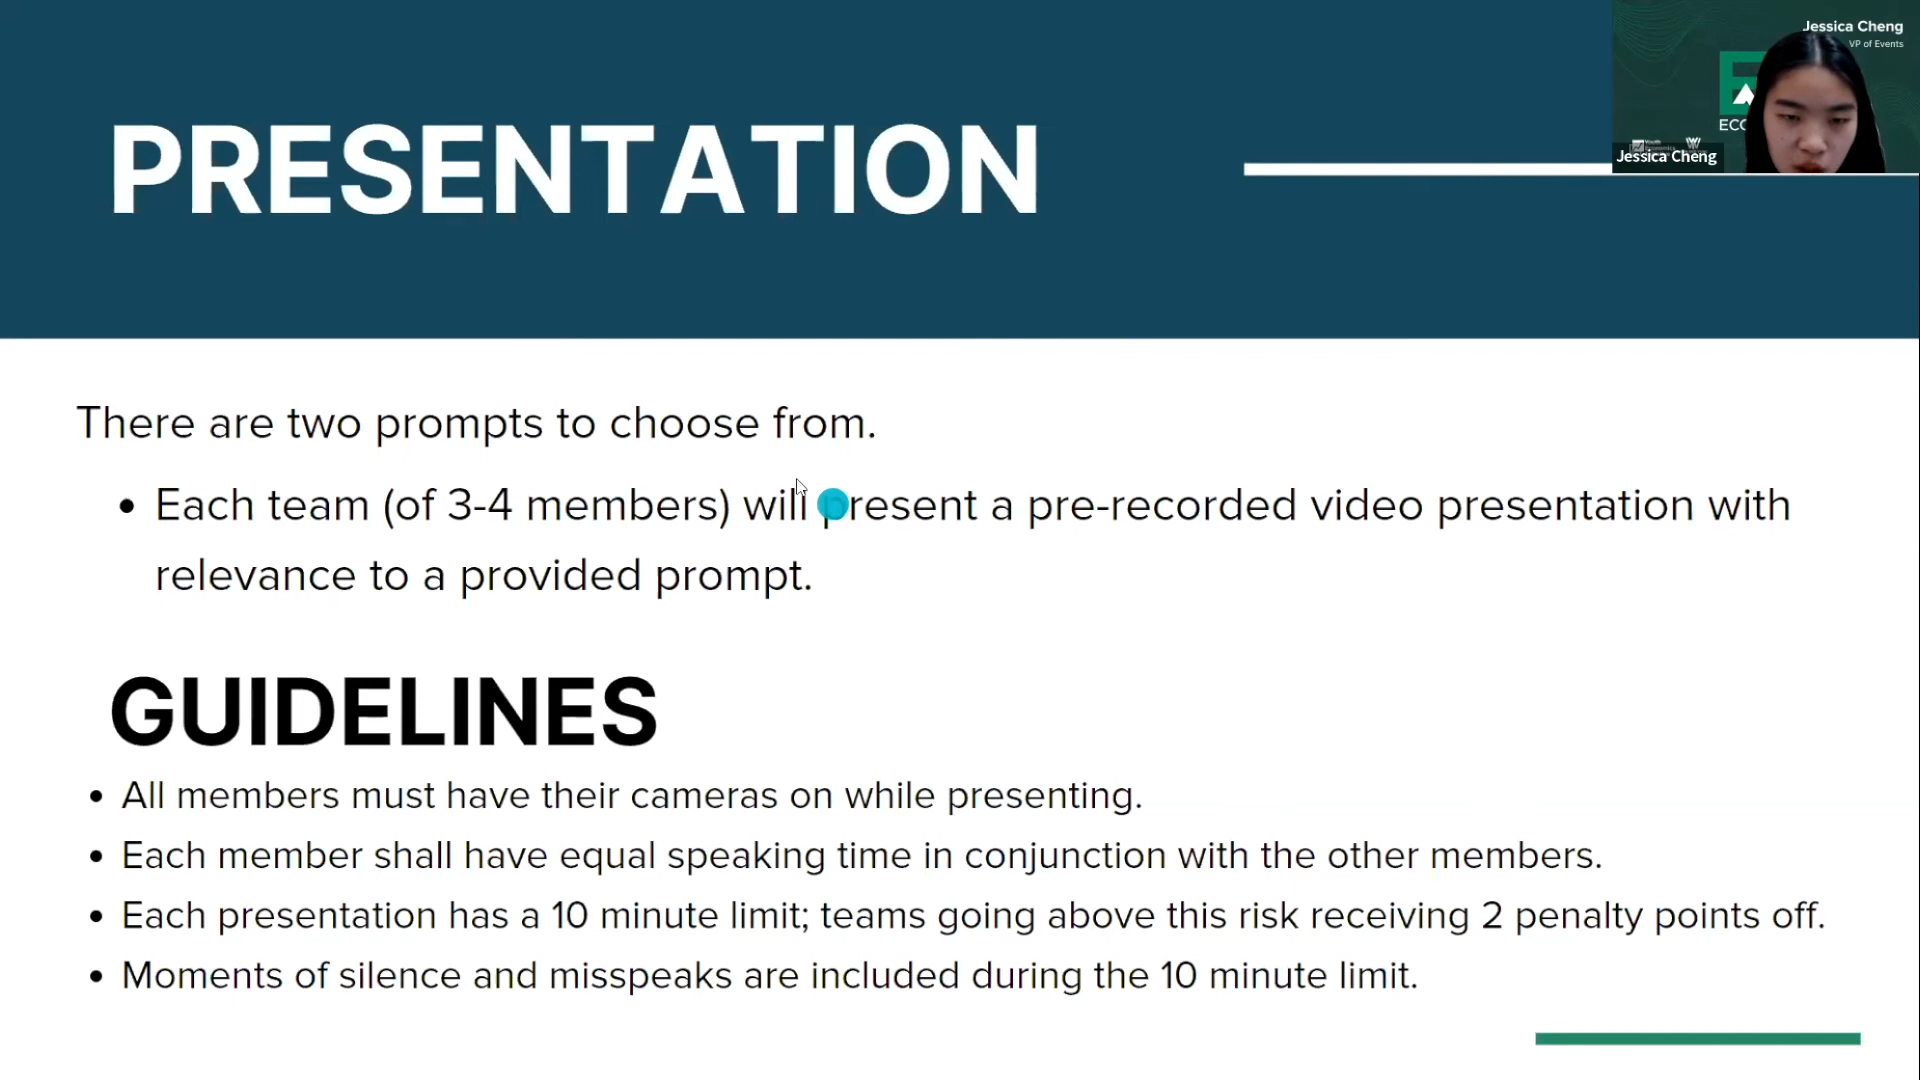 Jessica Cheng
VP of Events
Jessica Cheng
PRESENTATION
There are two prompts to choose from.
• Each team (of 3-4 members) will present a pre-recorded video presentation with
relevance to a provided prompt.
GUIDELINES
• All members must have their cameras on while presenting.
• Each member shall have equal speaking time in conjunction with the other members.
• Each presentation has a 10 minute limit; teams going above this risk receiving 2 penalty points off.
• Moments of silence and misspeaks are included during the 10 minute limit.